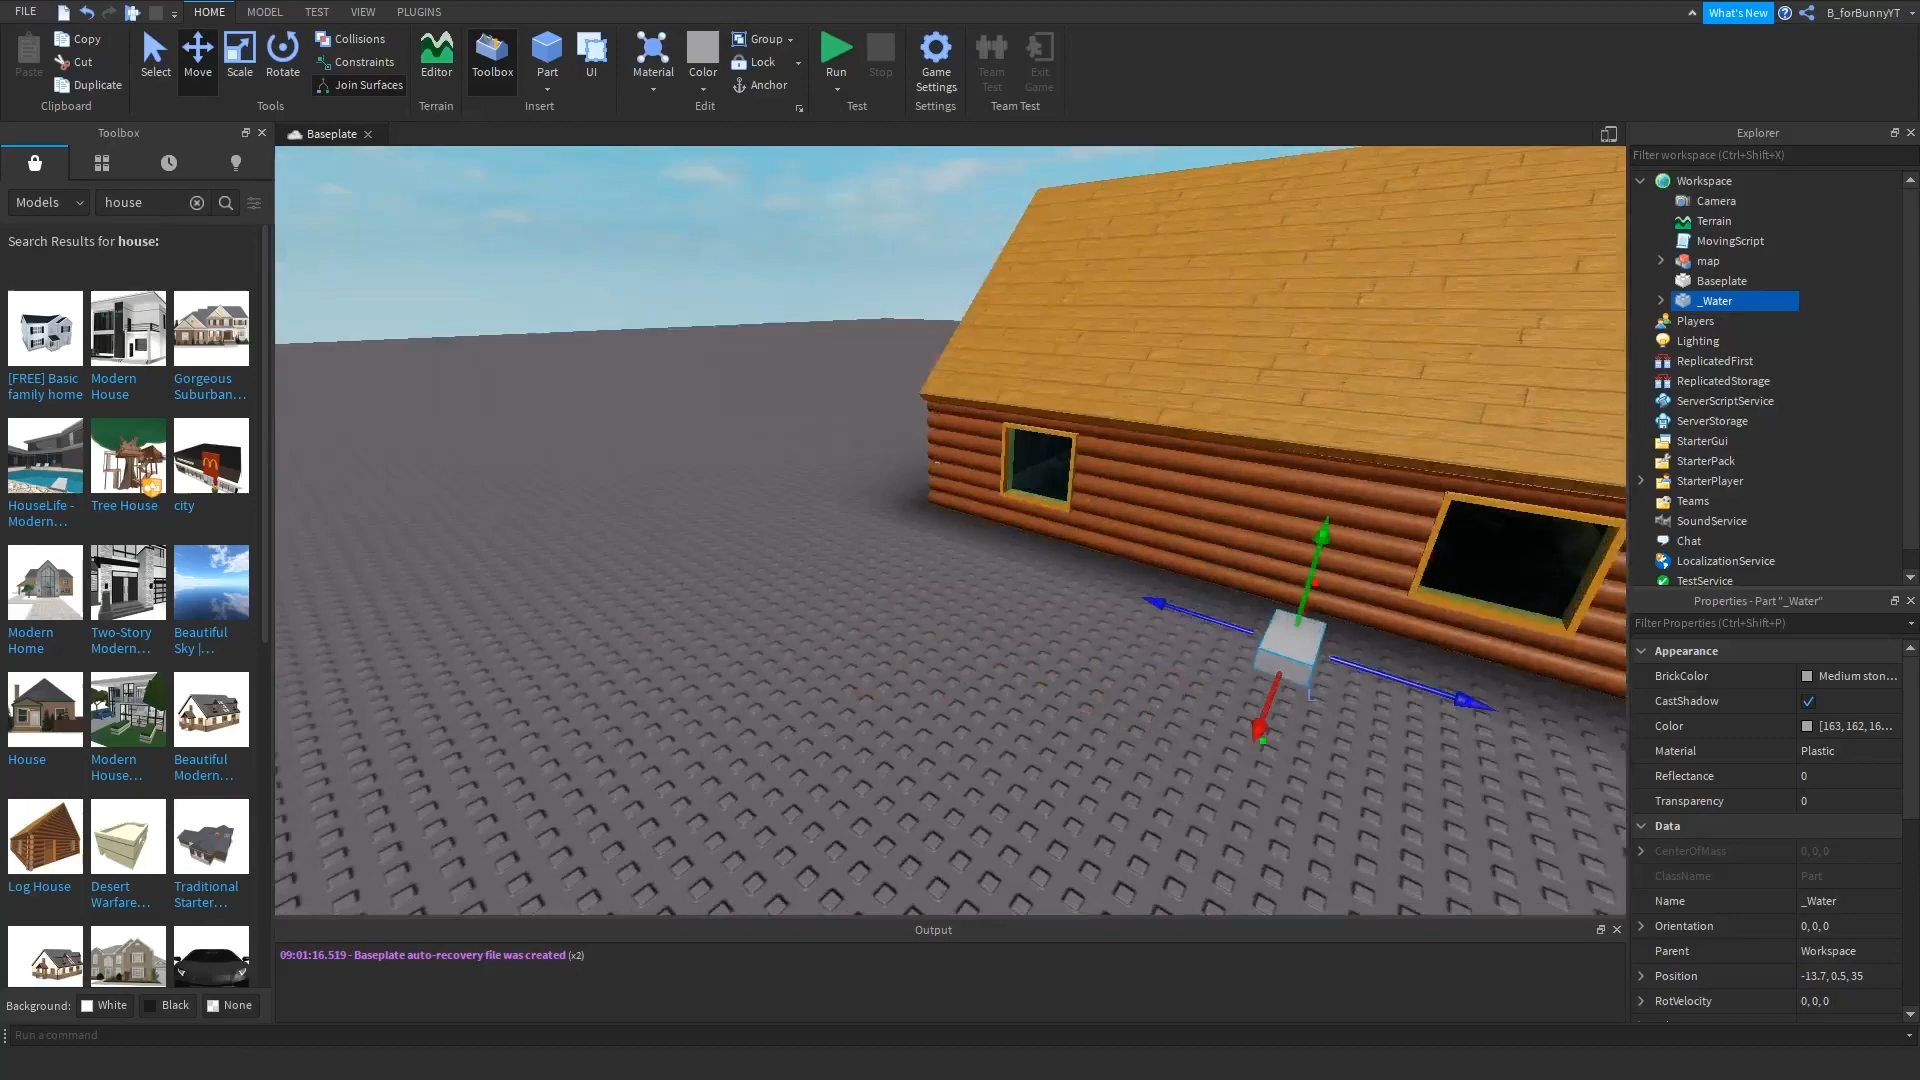 FILE
HOME
MODEL
TEST
VIEW
PLUGINS
What's New
B_forBunnyYT
Paste
Copy
Cut
Duplicate
Clipboard
Select
Move
Scale
Rotate
Collisions
Constraints
Join Surfaces
Tools
Editor
Terrain
Toolbox
Part
UI
Insert
Material
Color
Group
Lock
Anchor
Edit
Run
Stop
Test
Game
Settings
Settings
Team
Test
Exit
Game
Team Test
Toolbox
Models
house
Search Results for house:
[FREE] Basic
family home
Modern
House
Gorgeous
Suburban...
HouseLife -
Modern...
Tree House
city
Modern
Home
Two-Story
Modern...
Beautiful
Sky |...
House
Modern
House...
Beautiful
Modern...
Log House
Desert
Warfare...
Traditional
Starter...
Background:
White
Black
None
Baseplate
Output
09:01:16.519 - Baseplate auto-recovery file was created (x2)
Run a command
Explorer
Filter workspace (Ctrl+Shift+X)
Workspace
Camera
Terrain
MovingScript
map
Baseplate
_Water
Players
Lighting
ReplicatedFirst
ReplicatedStorage
ServerScriptService
ServerStorage
StarterGui
StarterPack
StarterPlayer
Teams
SoundService
Chat
LocalizationService
TestService
Properties - Part "_Water"
Filter Properties (Ctrl+Shift+P)
Appearance
BrickColor Medium ston...
CastShadow
Color [163, 162, 16...
Material Plastic
Reflectance 0
Transparency 0
Data
CenterOfMass 0, 0, 0
ClassName Part
Name _Water
Orientation 0, 0, 0
Parent Workspace
Position -13.7, 0.5, 35
RotVelocity 0, 0, 0